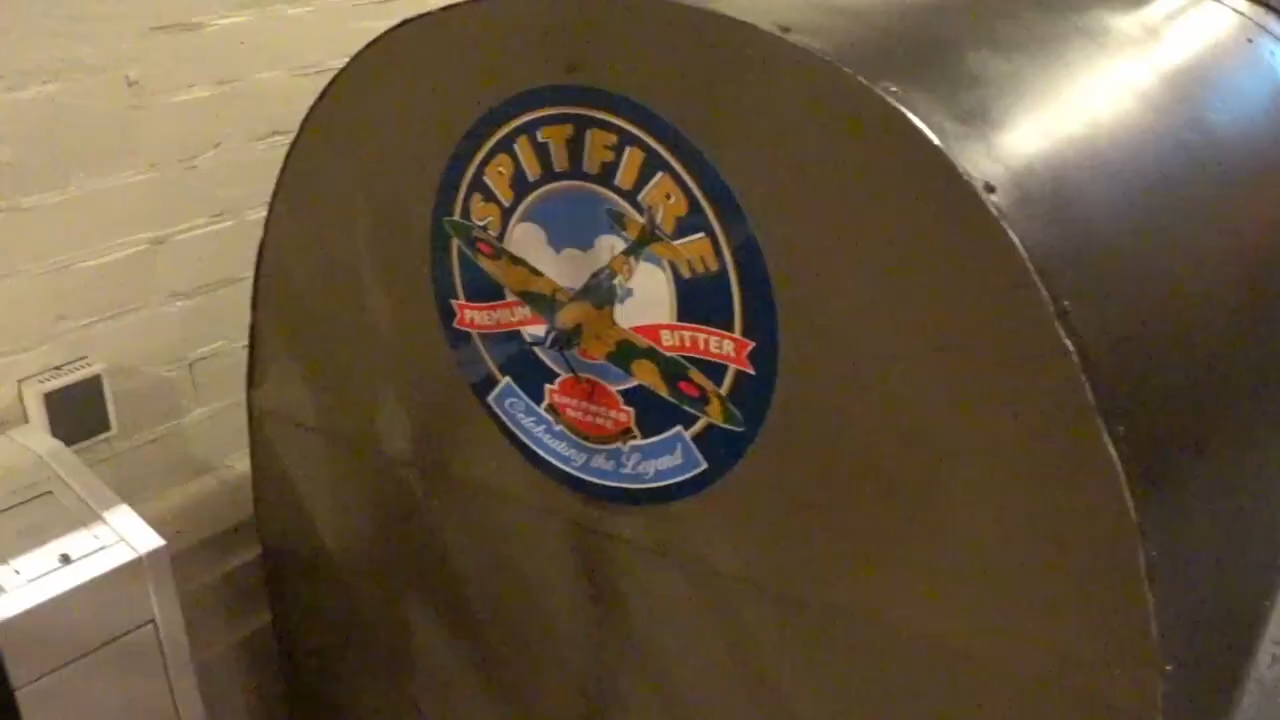 SPITFIRE
PREMIUM
BITTER
SHEPHERD
NEAME
Celebrating the Legend